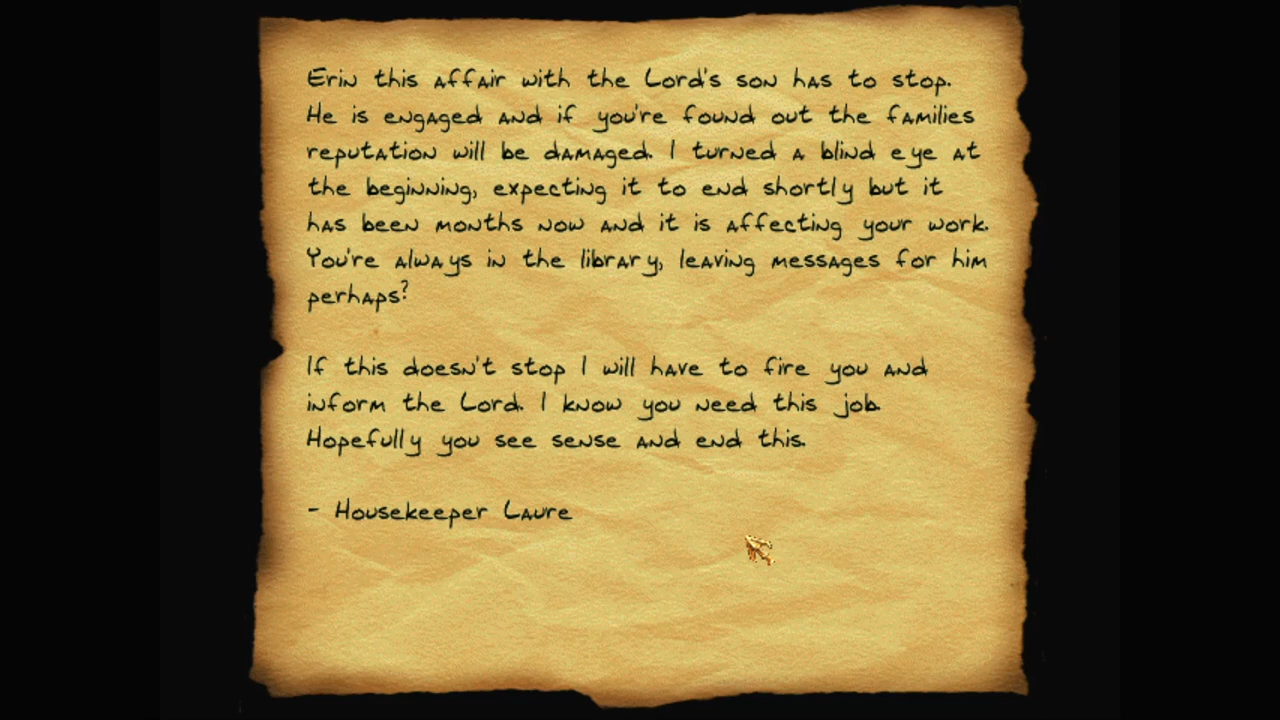 Erin this affair with the Lord's son has to stop.
He is engaged and if you're found out the families
reputation will be damaged. I turned a blind eye at
the beginning, expecting it to end shortly but it
has been months now and it is affecting your work.
You're always in the library, leaving messages for him
perhaps?
If this doesn't stop I will have to fire you and
inform the Lord. I know you need this job.
Hopefully you see sense and end this.
- Housekeeper Laure